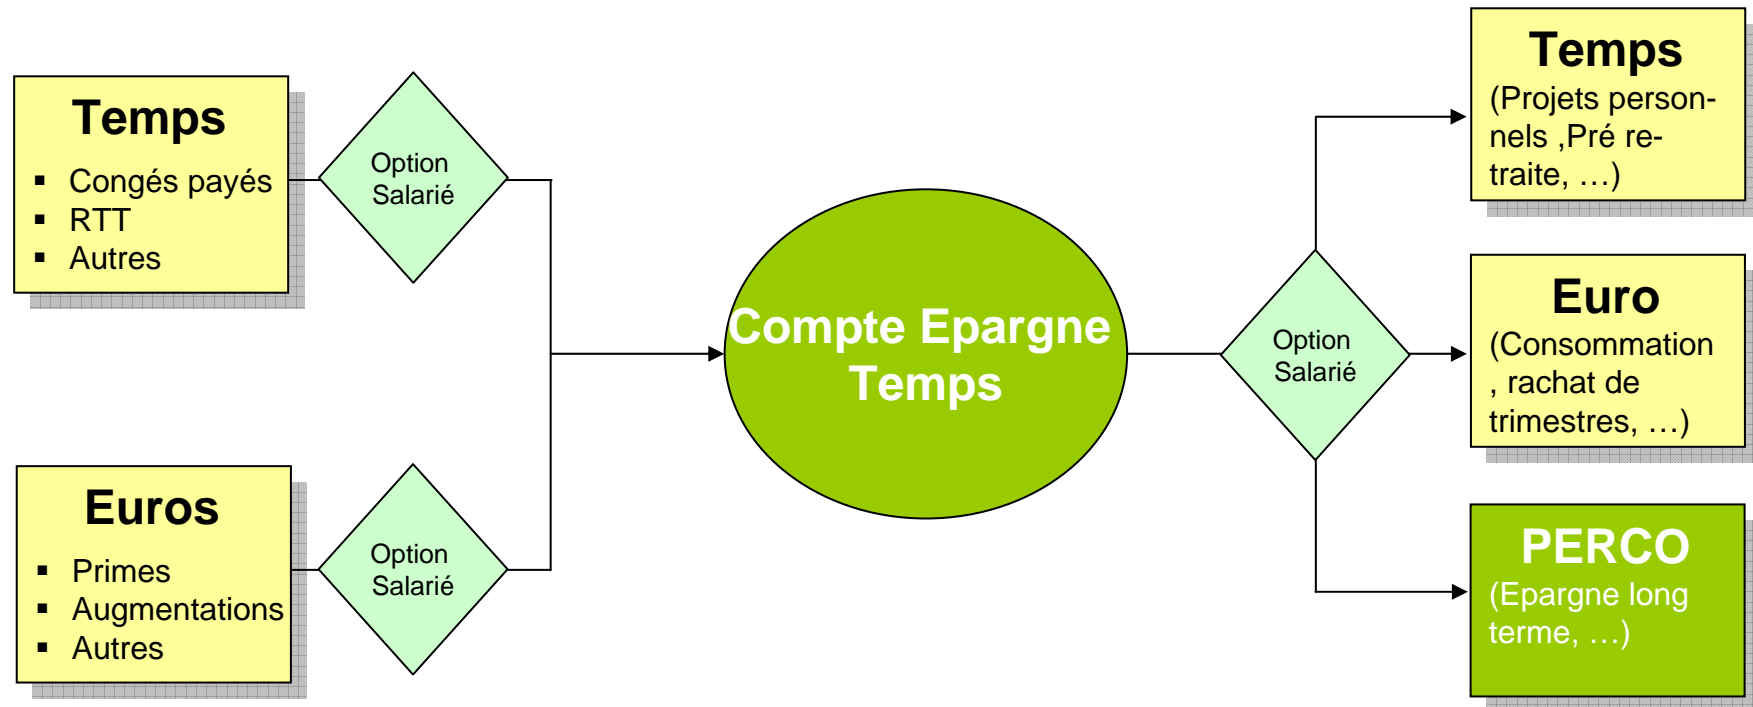 Temps
▪ Congés payés
▪ RTT
▪ Autres
Option
Salarié
Euros
▪ Primes
▪ Augmentations
▪ Autres
Option
Salarié
Compte Epargne
Temps
Option
Salarié
Temps
(Projets person-
nels ,Pré re-
traite, …)
Euro
(Consommation
, rachat de
trimestres, …)
PERCO
(Epargne long
terme, …)